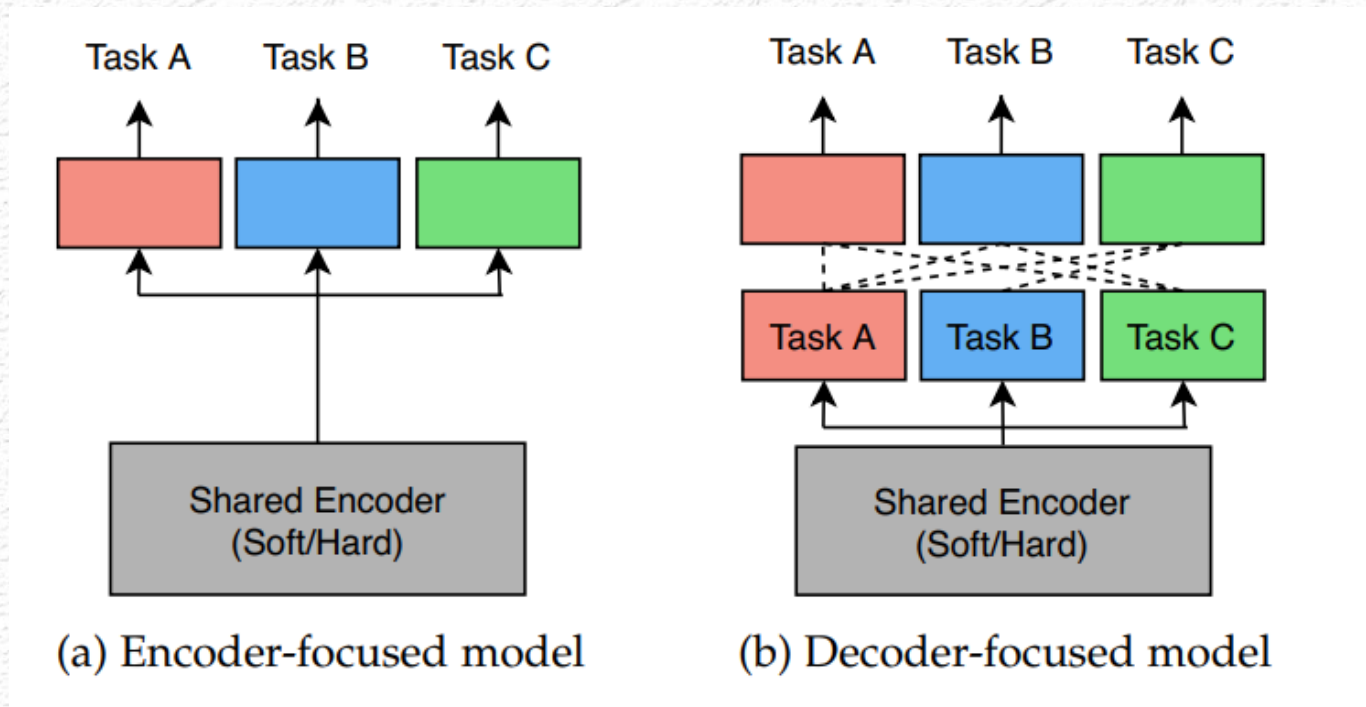 Task A Task B Task C
Shared Encoder
(Soft/Hard)
(a) Encoder-focused model
Task A Task B Task C
Task A Task B Task C
Shared Encoder
(Soft/Hard)
(b) Decoder-focused model